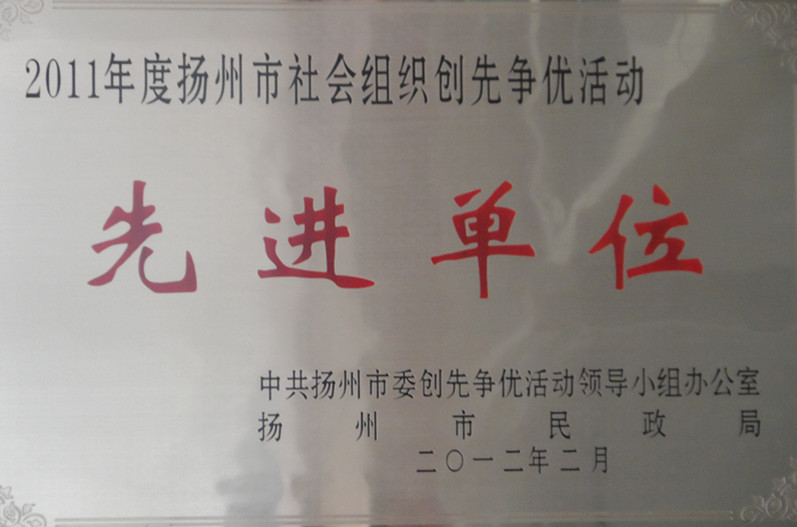 2011年度扬州市社会组织创先争优活动
先进单位
中共扬州市委创先争优活动领导小组办公室
扬州市民政局
二〇一二年二月